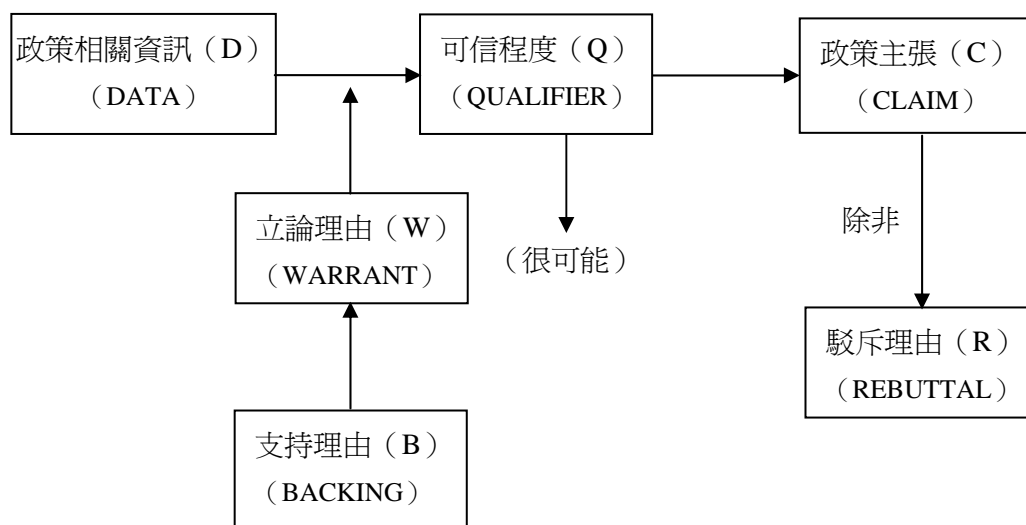 政策相關資訊（D）
（DATA）
可信程度（Q）
（QUALIFIER）
政策主張（C）
（CLAIM）
立論理由（W）
（WARRANT）
（很可能）
除非
駁斥理由（R）
（REBUTTAL）
支持理由（B）
（BACKING）